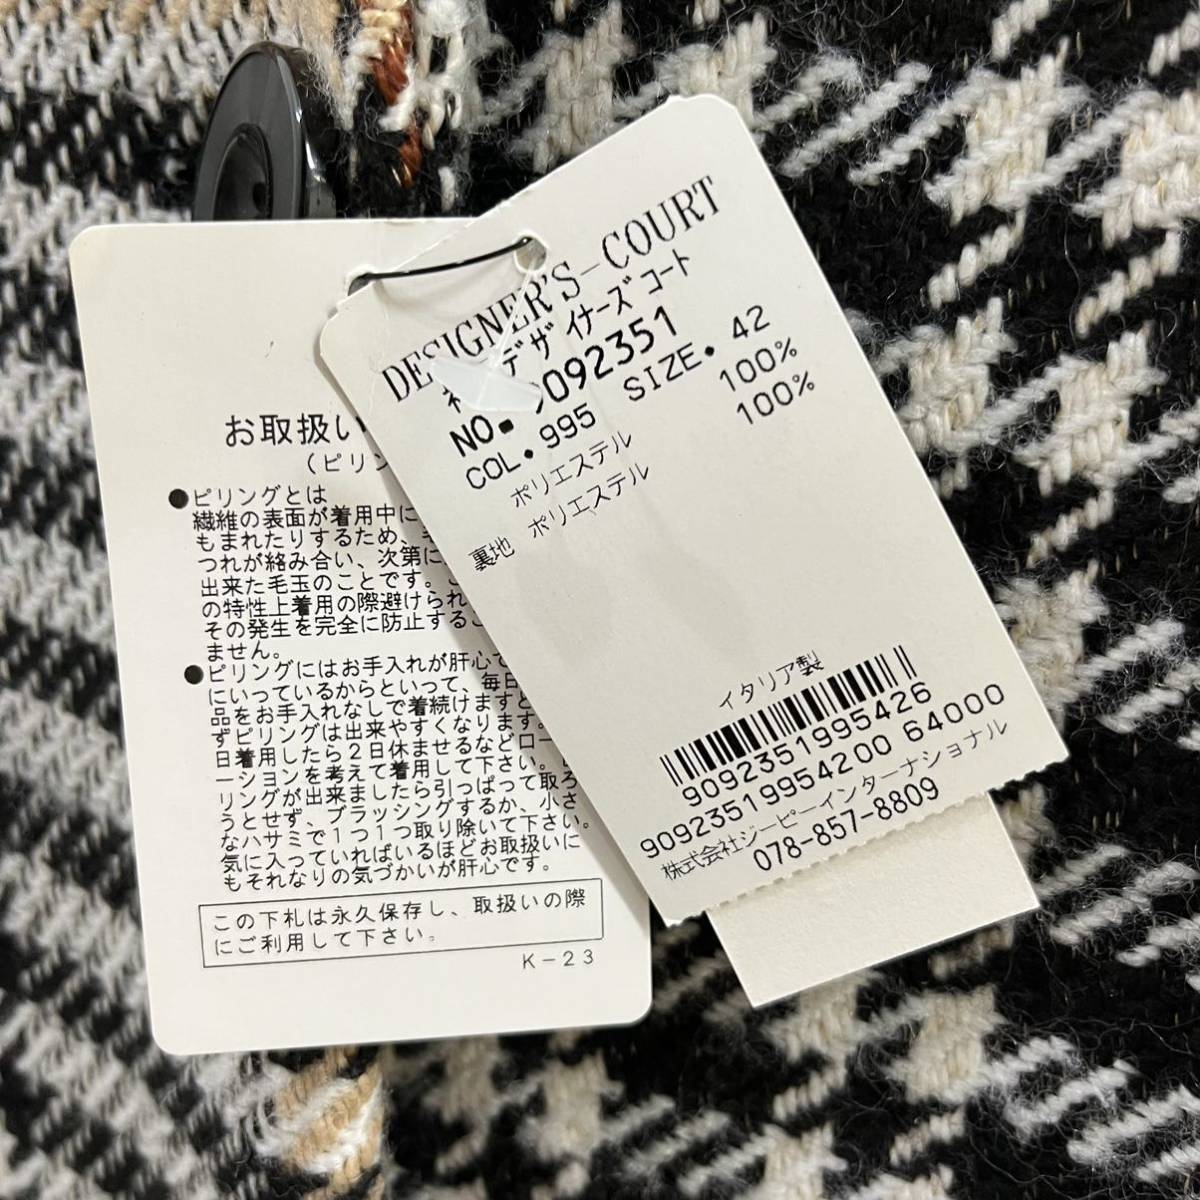 DESIGNER'S-COURT
デザイナーズコート
NO. 9092351
COL. 995 SIZE. 42
ポリエステル 100%
裏地 ポリエステル 100%
イタリア製
9092351995426
90923519954200 64000
株式会社ジーピーインターナショナル
078-857-8809
お取扱い
(ピリン
●ピリングとは
繊維の表面が着用中に
もまれたりするため、
つれが絡み合い、次第に
出来た毛玉のことです。
の特性上着用の際避けられ
その発生を完全に防止するこ
ません。
●ピリングにはお手入れが肝心で
にいっているからといって、毎日
品をお手入れなしで着続けますと
ずピリングは出来やすくなります。
日着用したら2日休ませるなどロー
ーションを考えて着用して下さい。
リングが出来ましたら引っぱって取ろ
うとせず、ブラッシングするか、小さ
なハサミで1つ1つ取り除いて下さい。
気に入っていればいるほどお取扱いに
もそれなりの気づかいが肝心です。
この下札は永久保存し、取扱いの際
にご利用して下さい。
K-23